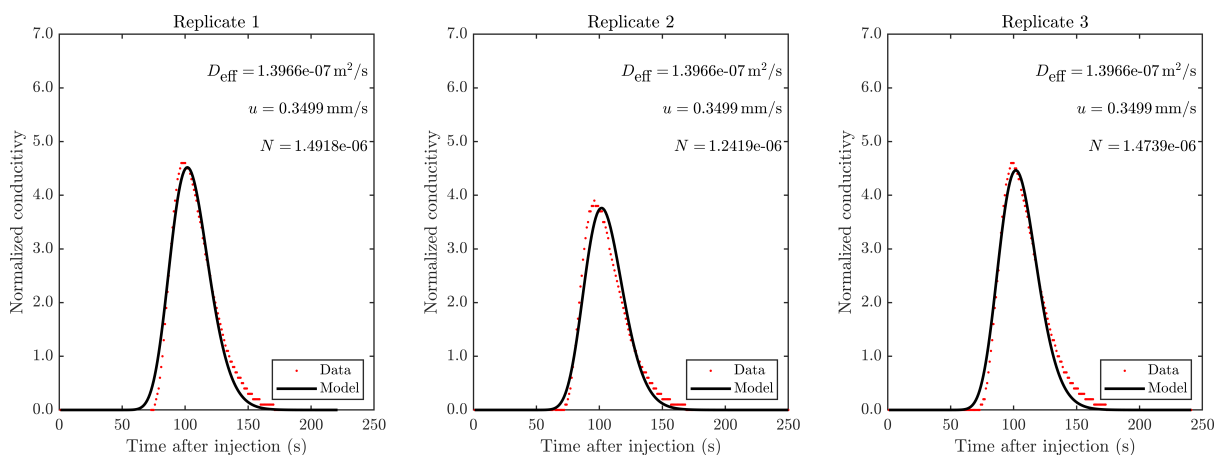 Replicate 1
7.0
6.0
5.0
4.0
3.0
2.0
1.0
0.0
Normalized conducitivy
D_eff = 1.3966e-07 m²/s
u = 0.3499 mm/s
N = 1.4918e-06
Data
Model
0 50 100 150 200 250
Time after injection (s)
Replicate 2
7.0
6.0
5.0
4.0
3.0
2.0
1.0
0.0
Normalized conducitivy
D_eff = 1.3966e-07 m²/s
u = 0.3499 mm/s
N = 1.2419e-06
Data
Model
0 50 100 150 200 250
Time after injection (s)
Replicate 3
7.0
6.0
5.0
4.0
3.0
2.0
1.0
0.0
Normalized conducitivy
D_eff = 1.3966e-07 m²/s
u = 0.3499 mm/s
N = 1.4739e-06
Data
Model
0 50 100 150 200 250
Time after injection (s)